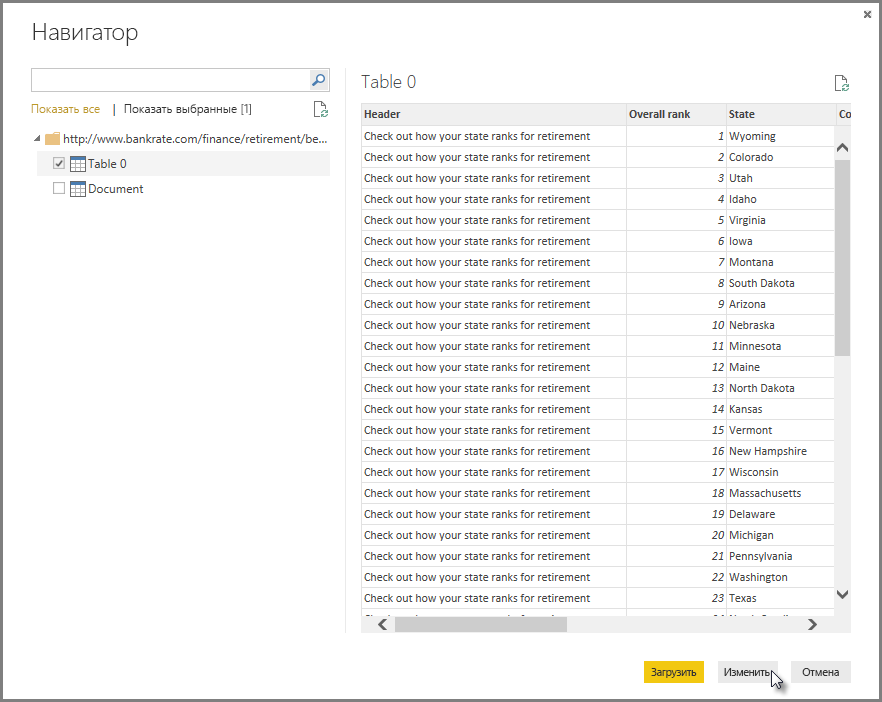 Навигатор
Показать все | Показать выбранные [1]
http://www.bankrate.com/finance/retirement/be...
Table 0
Document
Table 0
Header Overall rank State Co
Check out how your state ranks for retirement 1 Wyoming
Check out how your state ranks for retirement 2 Colorado
Check out how your state ranks for retirement 3 Utah
Check out how your state ranks for retirement 4 Idaho
Check out how your state ranks for retirement 5 Virginia
Check out how your state ranks for retirement 6 Iowa
Check out how your state ranks for retirement 7 Montana
Check out how your state ranks for retirement 8 South Dakota
Check out how your state ranks for retirement 9 Arizona
Check out how your state ranks for retirement 10 Nebraska
Check out how your state ranks for retirement 11 Minnesota
Check out how your state ranks for retirement 12 Maine
Check out how your state ranks for retirement 13 North Dakota
Check out how your state ranks for retirement 14 Kansas
Check out how your state ranks for retirement 15 Vermont
Check out how your state ranks for retirement 16 New Hampshire
Check out how your state ranks for retirement 17 Wisconsin
Check out how your state ranks for retirement 18 Massachusetts
Check out how your state ranks for retirement 19 Delaware
Check out how your state ranks for retirement 20 Michigan
Check out how your state ranks for retirement 21 Pennsylvania
Check out how your state ranks for retirement 22 Washington
Check out how your state ranks for retirement 23 Texas
Загрузить Изменить Отмена